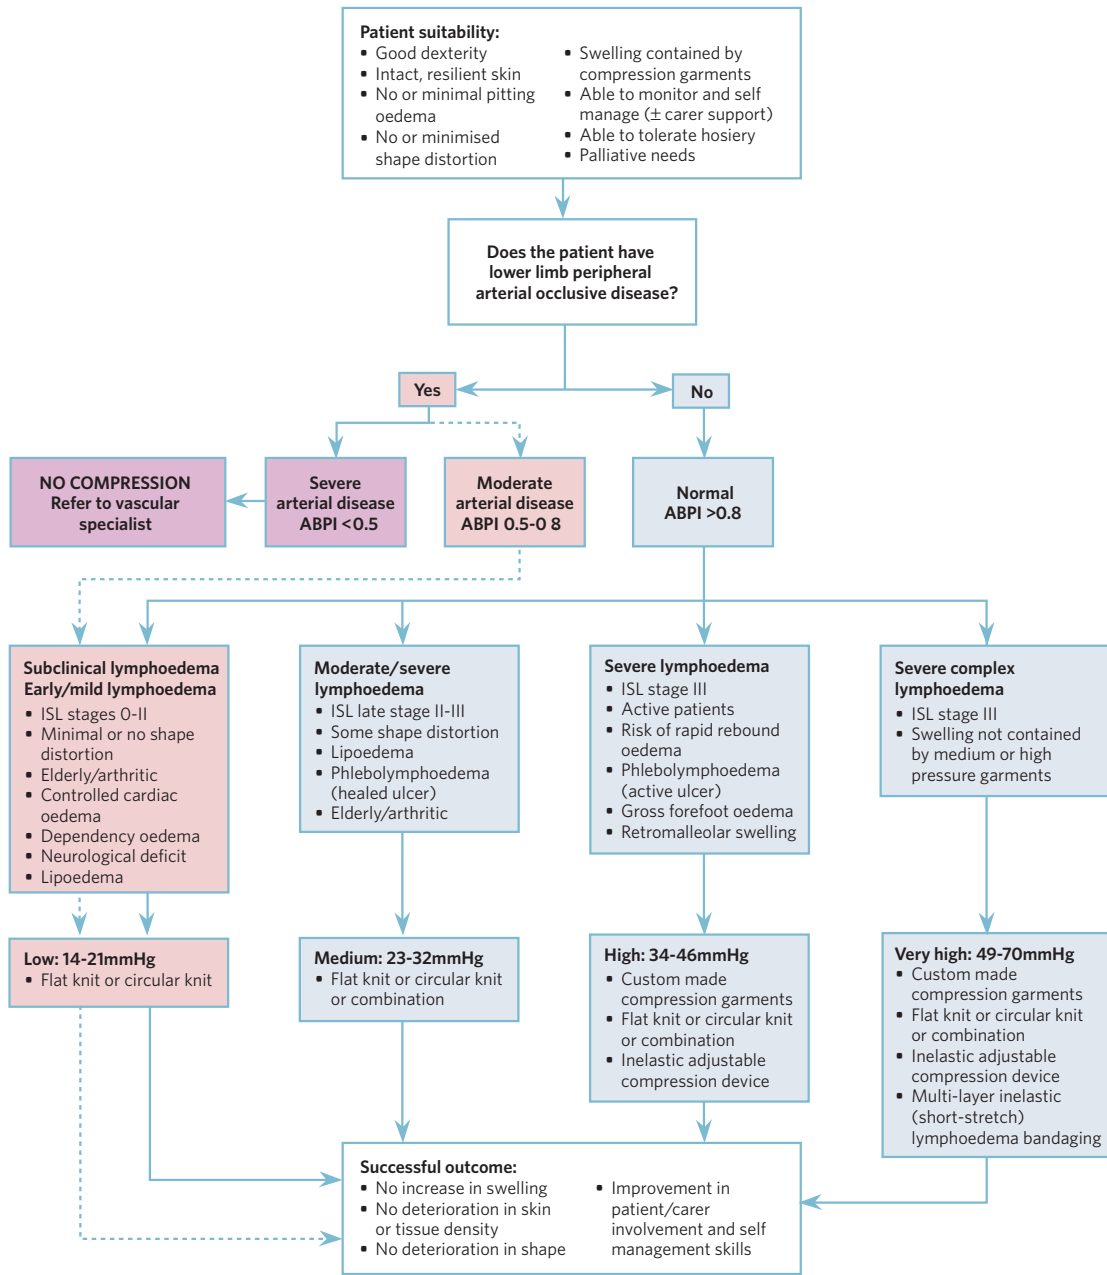 Patient suitability:
▪ Good dexterity
▪ Intact, resilient skin
▪ No or minimal pitting
oedema
▪ No or minimised
shape distortion
▪ Swelling contained by
compression garments
▪ Able to monitor and self
manage (± carer support)
▪ Able to tolerate hosiery
▪ Palliative needs
Does the patient have
lower limb peripheral
arterial occlusive disease?
Yes
No
NO COMPRESSION
Refer to vascular
specialist
Severe
arterial disease
ABPI <0.5
Moderate
arterial disease
ABPI 0.5-0 8
Normal
ABPI >0.8
Subclinical lymphoedema
Early/mild lymphoedema
▪ ISL stages 0-II
▪ Minimal or no shape
distortion
▪ Elderly/arthritic
▪ Controlled cardiac
oedema
▪ Dependency oedema
▪ Neurological deficit
▪ Lipoedema
Moderate/severe
lymphoedema
▪ ISL late stage II-III
▪ Some shape distortion
▪ Lipoedema
▪ Phlebolymphoedema
(healed ulcer)
▪ Elderly/arthritic
Severe lymphoedema
▪ ISL stage III
▪ Active patients
▪ Risk of rapid rebound
oedema
▪ Phlebolymphoedema
(active ulcer)
▪ Gross forefoot oedema
▪ Retromalleolar swelling
Severe complex
lymphoedema
▪ ISL stage III
▪ Swelling not contained
by medium or high
pressure garments
Low: 14-21mmHg
▪ Flat knit or circular knit
Medium: 23-32mmHg
▪ Flat knit or circular knit
or combination
High: 34-46mmHg
▪ Custom made
compression garments
▪ Flat knit or circular knit
or combination
▪ Inelastic adjustable
compression device
Very high: 49-70mmHg
▪ Custom made
compression garments
▪ Flat knit or circular knit
or combination
▪ Inelastic adjustable
compression device
▪ Multi-layer inelastic
(short-stretch)
lymphoedema bandaging
Successful outcome:
▪ No increase in swelling
▪ No deterioration in skin
or tissue density
▪ No deterioration in shape
▪ Improvement in
patient/carer
involvement and self
management skills